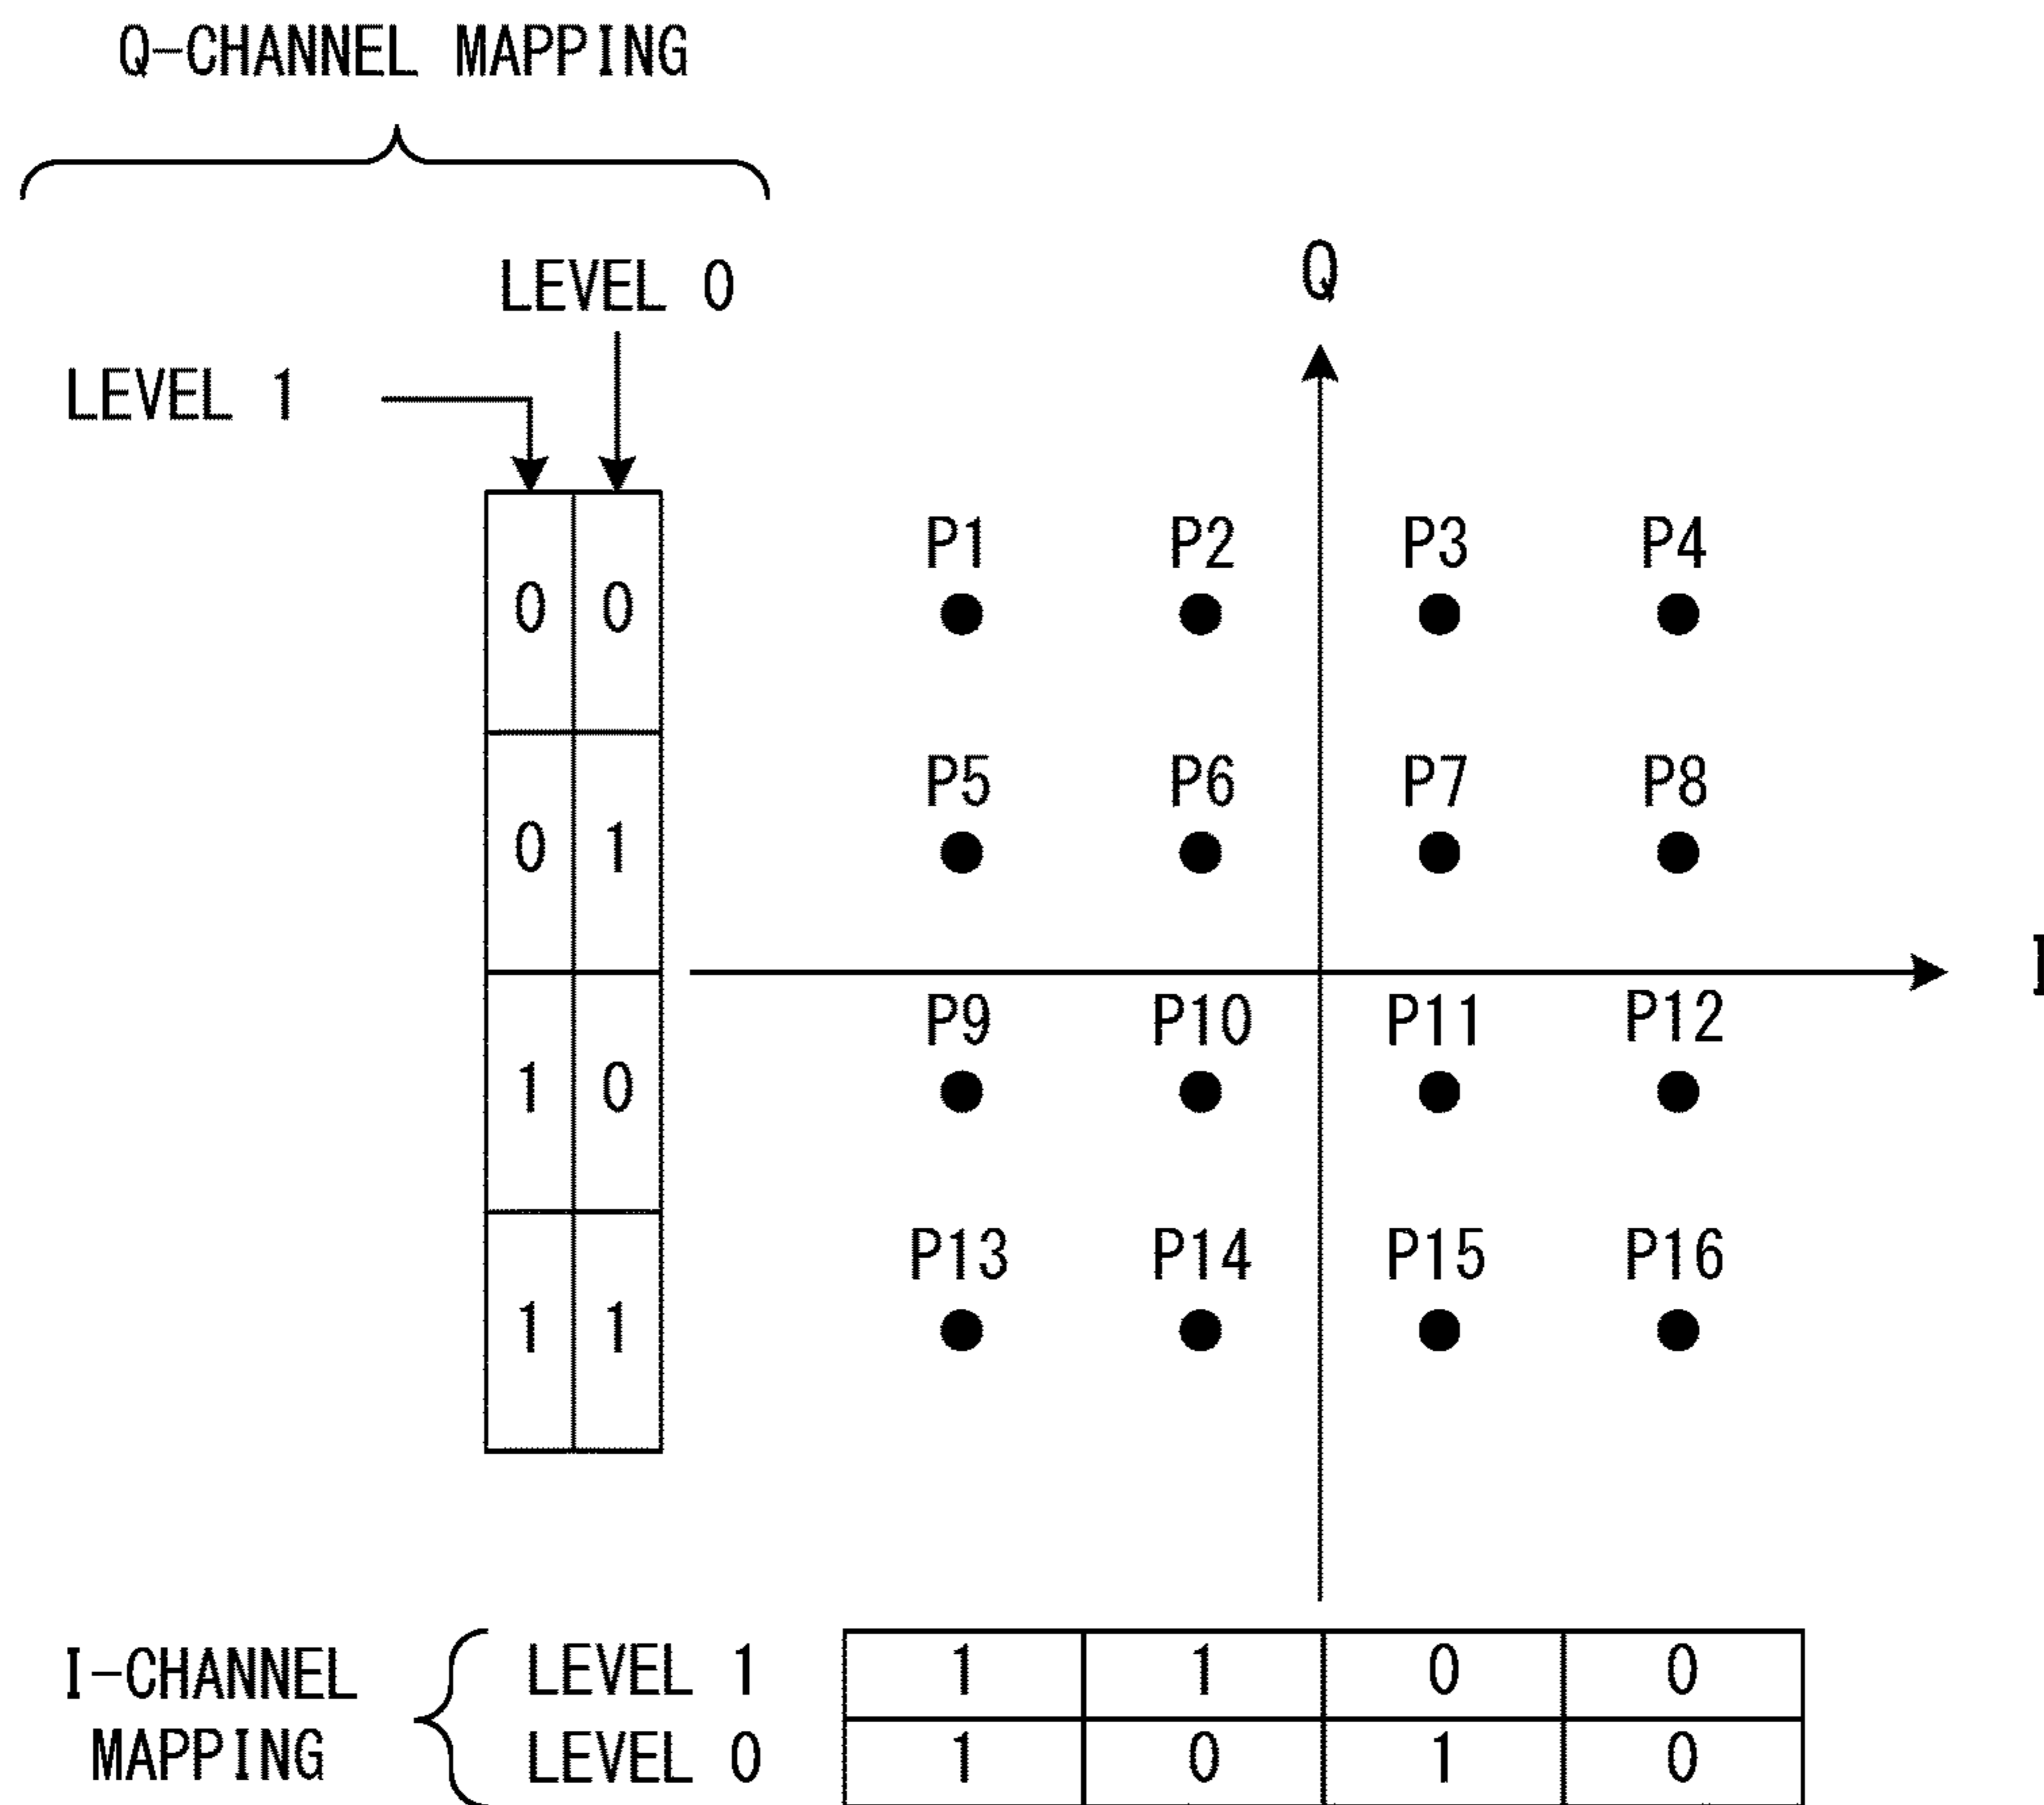 Q-CHANNEL MAPPING
LEVEL 0
LEVEL 1
Q
0 0
0 1
1 0
1 1
P1 P2 P3 P4
P5 P6 P7 P8
I
P9 P10 P11 P12
P13 P14 P15 P16
I-CHANNEL
MAPPING
LEVEL 1 1 1 0 0
LEVEL 0 1 0 1 0